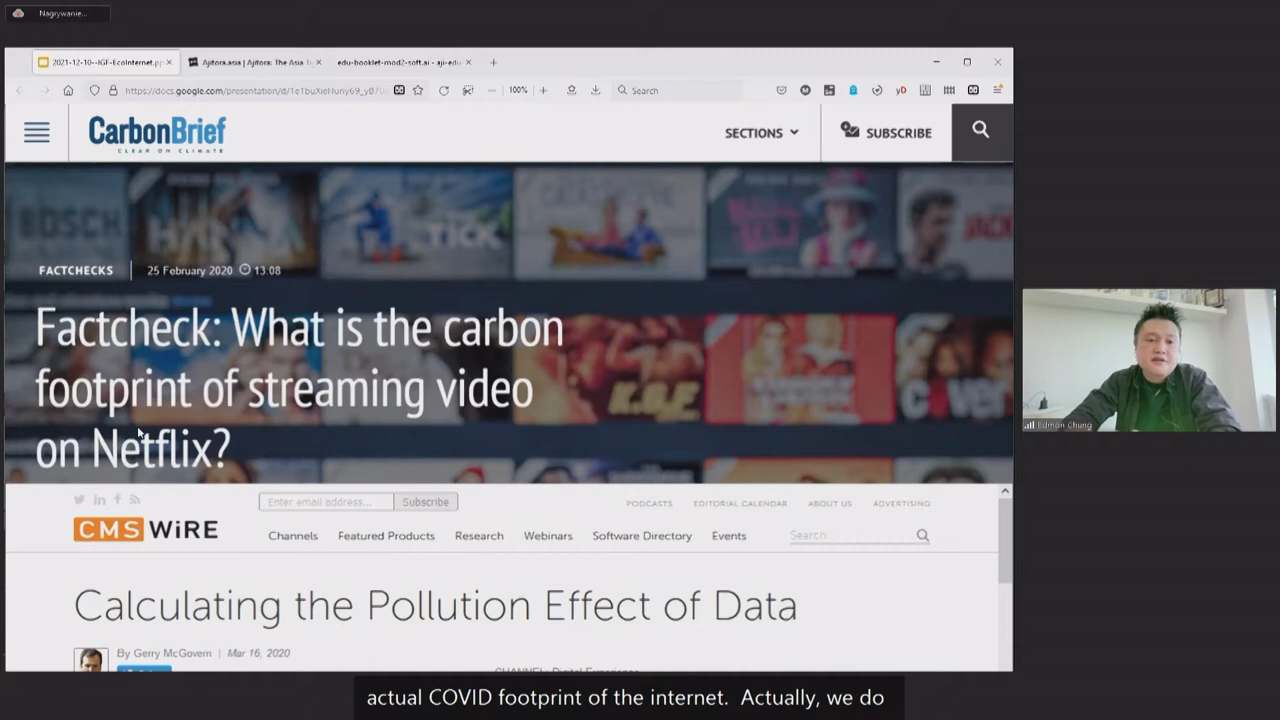 Nagrywanie...
2021-12-10--IGF-EcoInternet.pp
Ajitora.asia | Ajitora: The Asia
edu-booklet-mod2-soft.ai - aji-edu
100%
Search
CarbonBrief
CLEAR ON CLIMATE
SECTIONS
SUBSCRIBE
BOSCH
TICK
FACTCHECKS
25 February 2020
13:08
Factcheck: What is the carbon
footprint of streaming video
on Netflix?
K.G.F
Enter email address...
Subscribe
PODCASTS
EDITORIAL CALENDAR
ABOUT US
ADVERTISING
CMS WiRE
Channels
Featured Products
Research
Webinars
Software Directory
Events
Search...
Calculating the Pollution Effect of Data
By Gerry McGovern | Mar 16, 2020
Edmon Chung
actual COVID footprint of the internet. Actually, we do